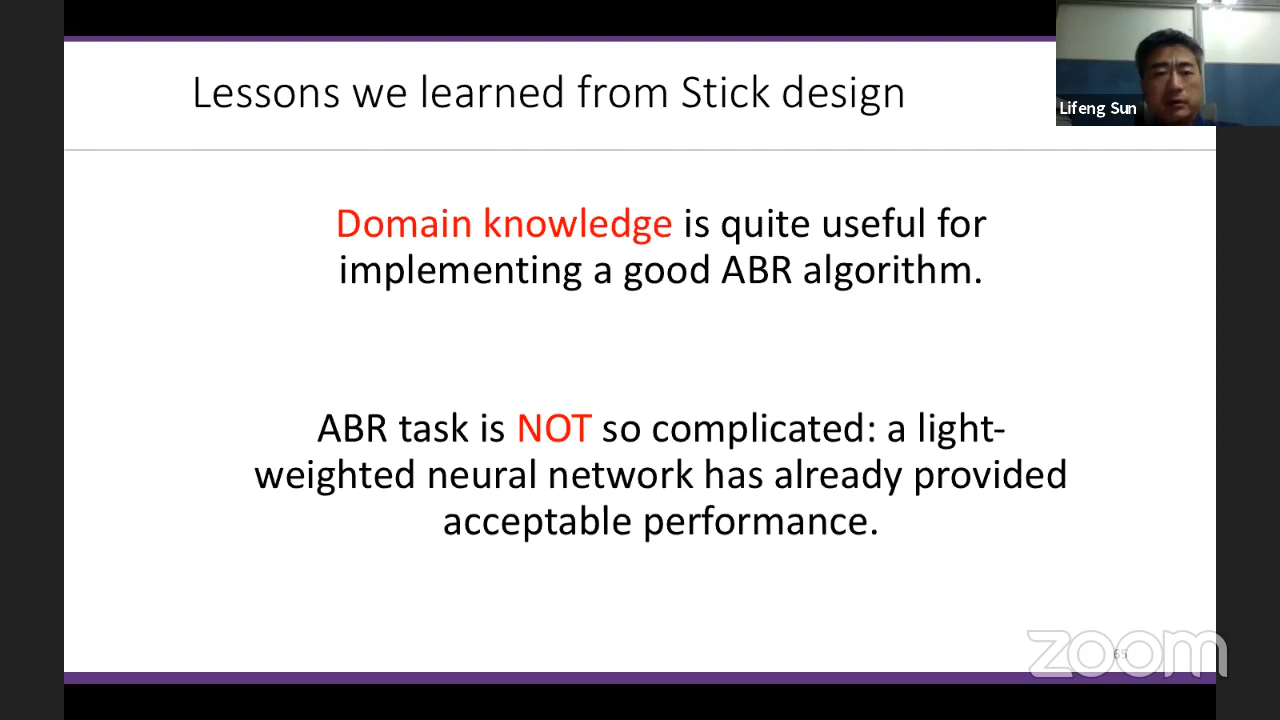 Lessons we learned from Stick design
Lifeng Sun
Domain knowledge is quite useful for
implementing a good ABR algorithm.
ABR task is NOT so complicated: a light-
weighted neural network has already provided
acceptable performance.
65
zoom